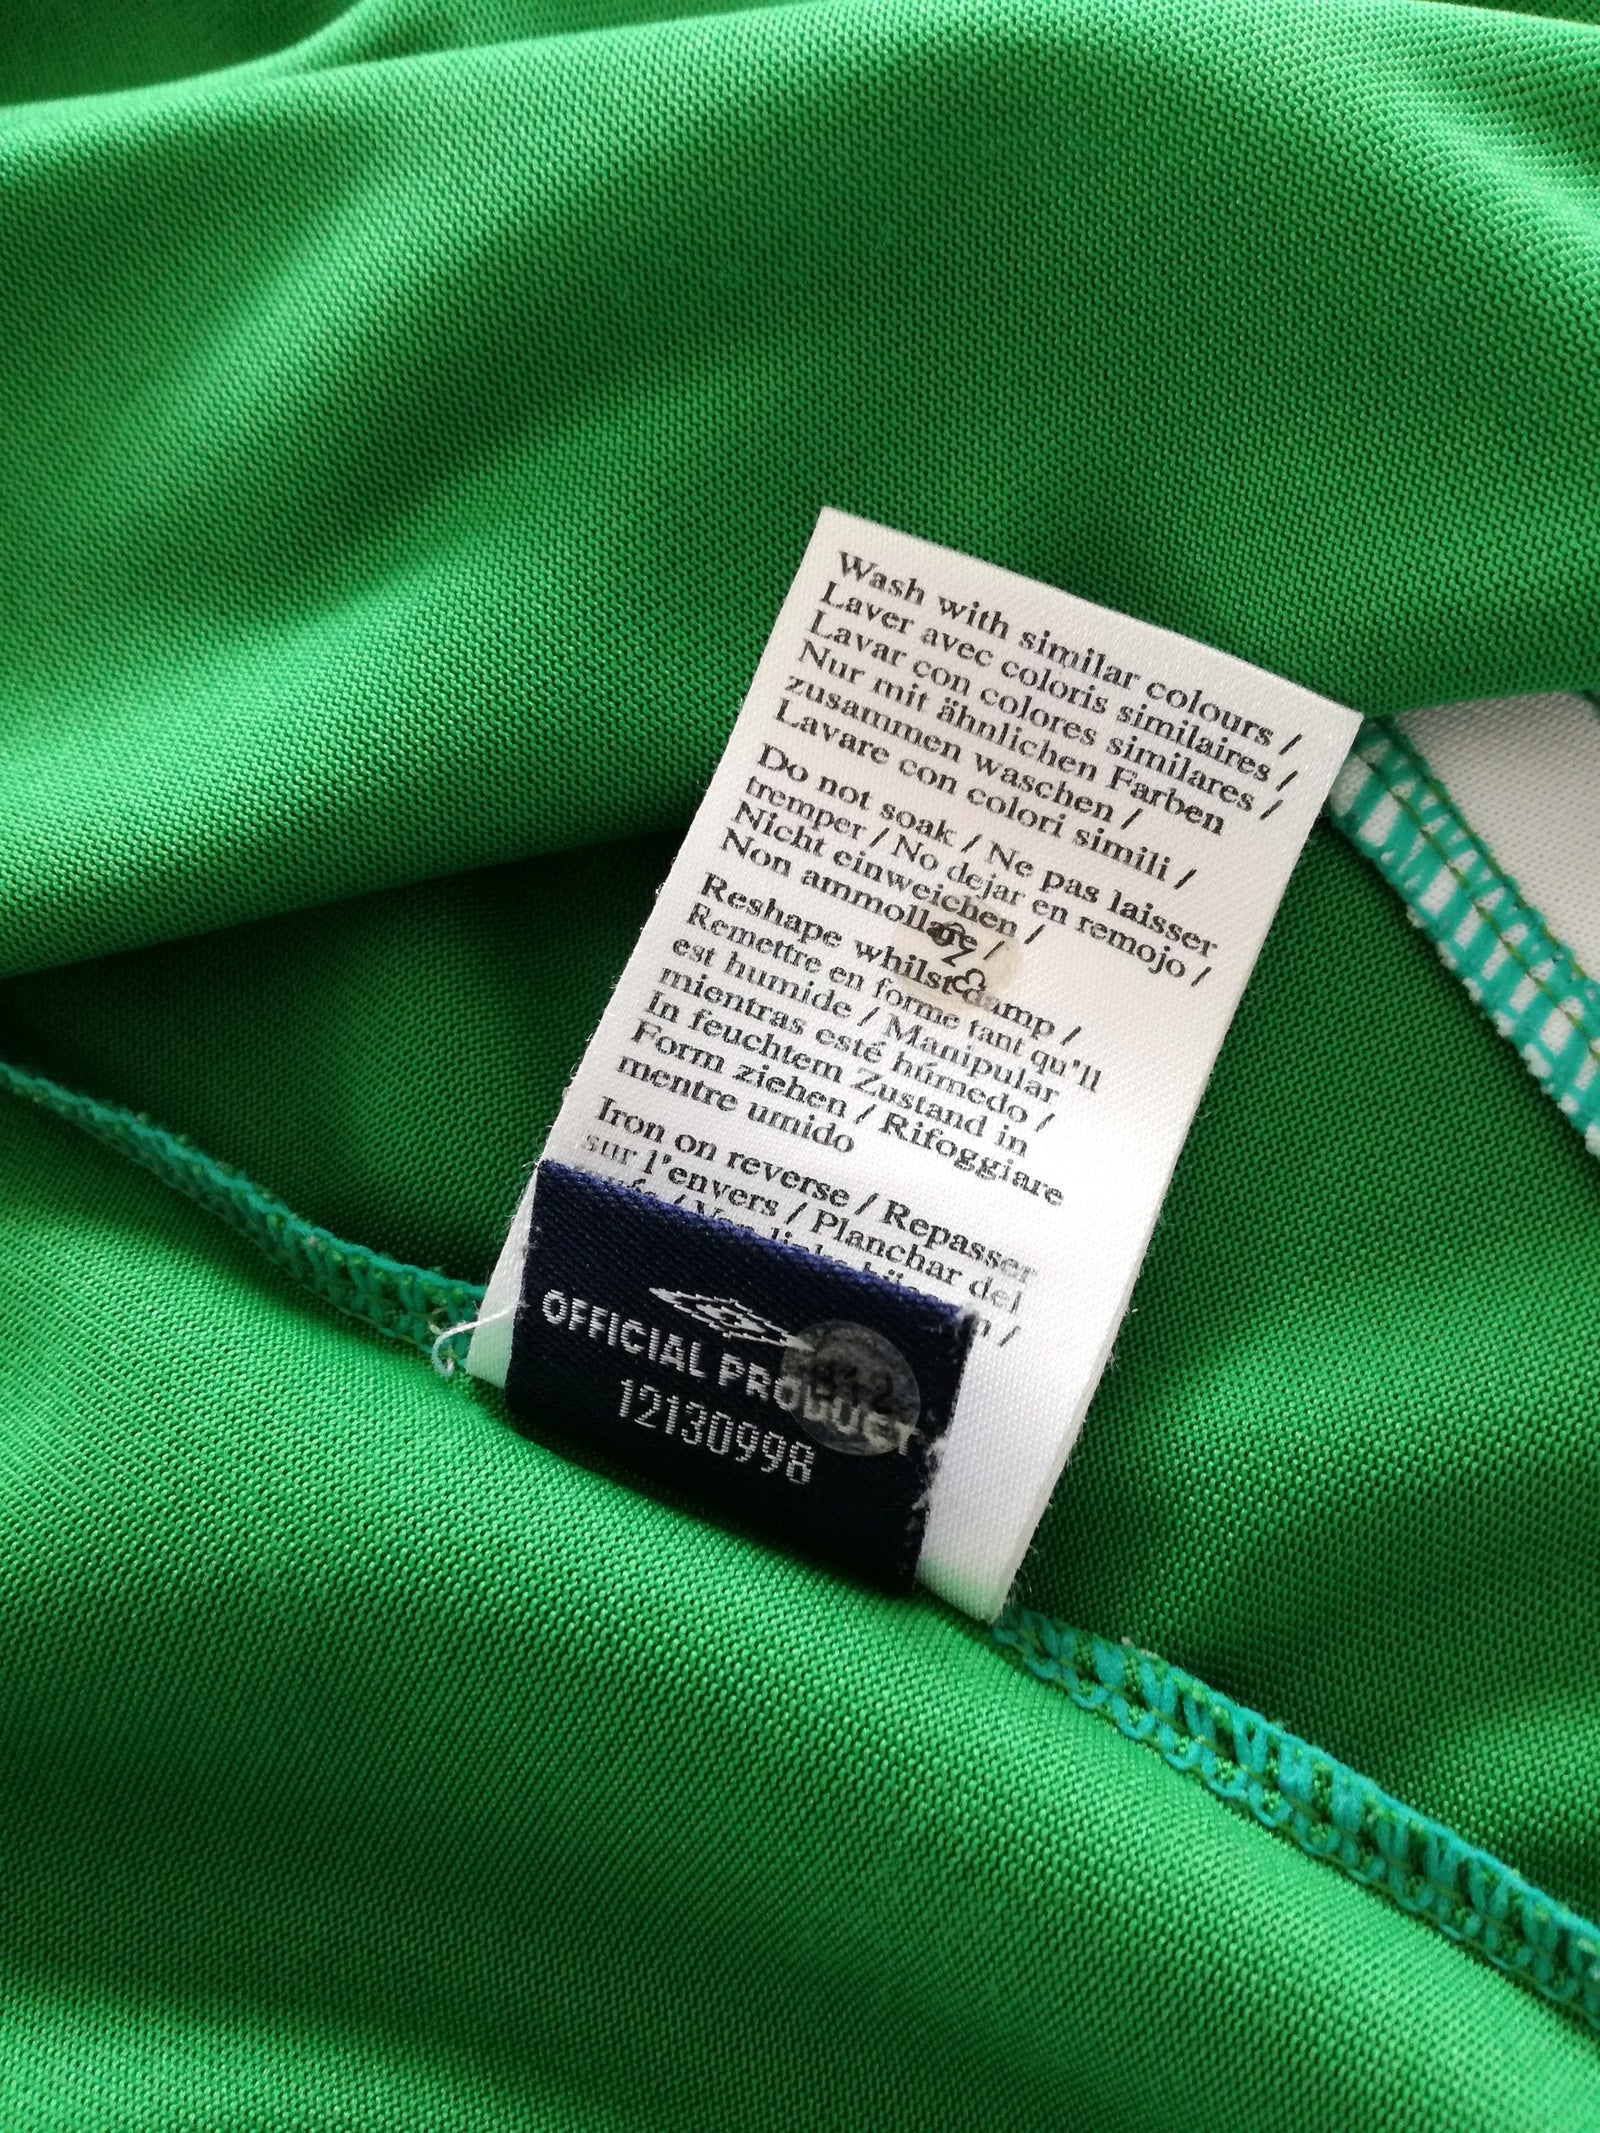 Wash with similar colours /
Laver avec coloris similaires /
Lavar con colores similares /
Nur mit ähnlichen Farben
zusammen waschen /
Lavare con colori simili /
Do not soak / Ne pas laisser
tremper / No dejar en remojo /
Nicht einweichen /
Non ammollare /
Reshape whilst damp /
Remettre en forme tant qu'll
est humide / Manipular
mientras esté húmedo /
In feuchtem Zustand in
Form ziehen / Rifoggiare
mentre umido
Iron on reverse / Repasser
sur l'envers / Planchar del
OFFICIAL PRODUCT
12130998